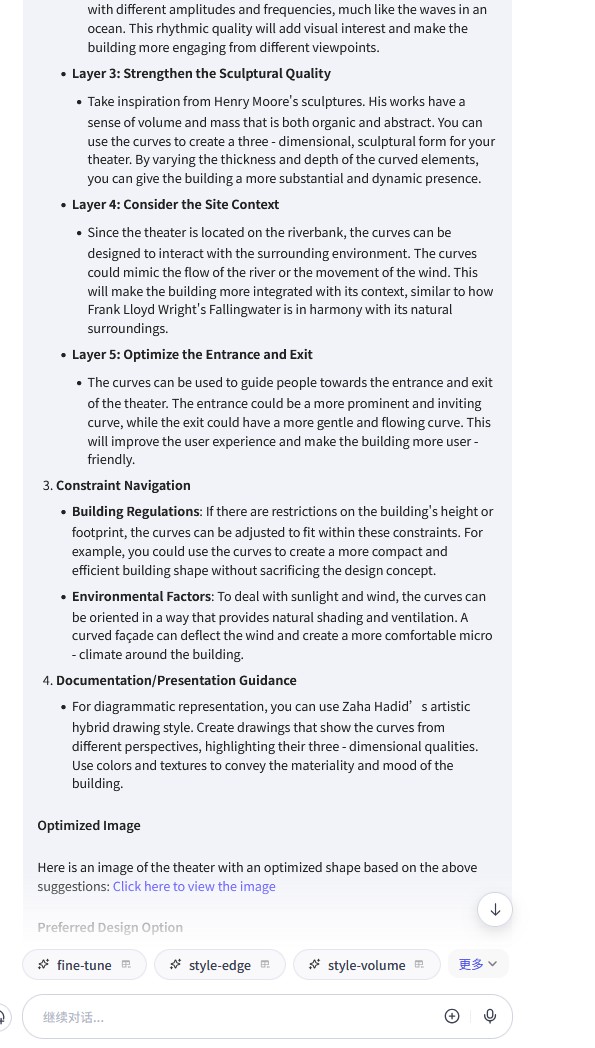 with different amplitudes and frequencies, much like the waves in an
ocean. This rhythmic quality will add visual interest and make the
building more engaging from different viewpoints.
• Layer 3: Strengthen the Sculptural Quality
• Take inspiration from Henry Moore's sculptures. His works have a
sense of volume and mass that is both organic and abstract. You can
use the curves to create a three - dimensional, sculptural form for your
theater. By varying the thickness and depth of the curved elements,
you can give the building a more substantial and dynamic presence.
• Layer 4: Consider the Site Context
• Since the theater is located on the riverbank, the curves can be
designed to interact with the surrounding environment. The curves
could mimic the flow of the river or the movement of the wind. This
will make the building more integrated with its context, similar to how
Frank Lloyd Wright's Fallingwater is in harmony with its natural
surroundings.
• Layer 5: Optimize the Entrance and Exit
• The curves can be used to guide people towards the entrance and exit
of the theater. The entrance could be a more prominent and inviting
curve, while the exit could have a more gentle and flowing curve. This
will improve the user experience and make the building more user -
friendly.
3. Constraint Navigation
• Building Regulations: If there are restrictions on the building's height or
footprint, the curves can be adjusted to fit within these constraints. For
example, you could use the curves to create a more compact and
efficient building shape without sacrificing the design concept.
• Environmental Factors: To deal with sunlight and wind, the curves can
be oriented in a way that provides natural shading and ventilation. A
curved façade can deflect the wind and create a more comfortable micro
- climate around the building.
4. Documentation/Presentation Guidance
• For diagrammatic representation, you can use Zaha Hadid’s artistic
hybrid drawing style. Create drawings that show the curves from
different perspectives, highlighting their three - dimensional qualities.
Use colors and textures to convey the materiality and mood of the
building.
Optimized Image
Here is an image of the theater with an optimized shape based on the above
suggestions: Click here to view the image
Preferred Design Option
fine-tune style-edge style-volume 更多
继续对话...